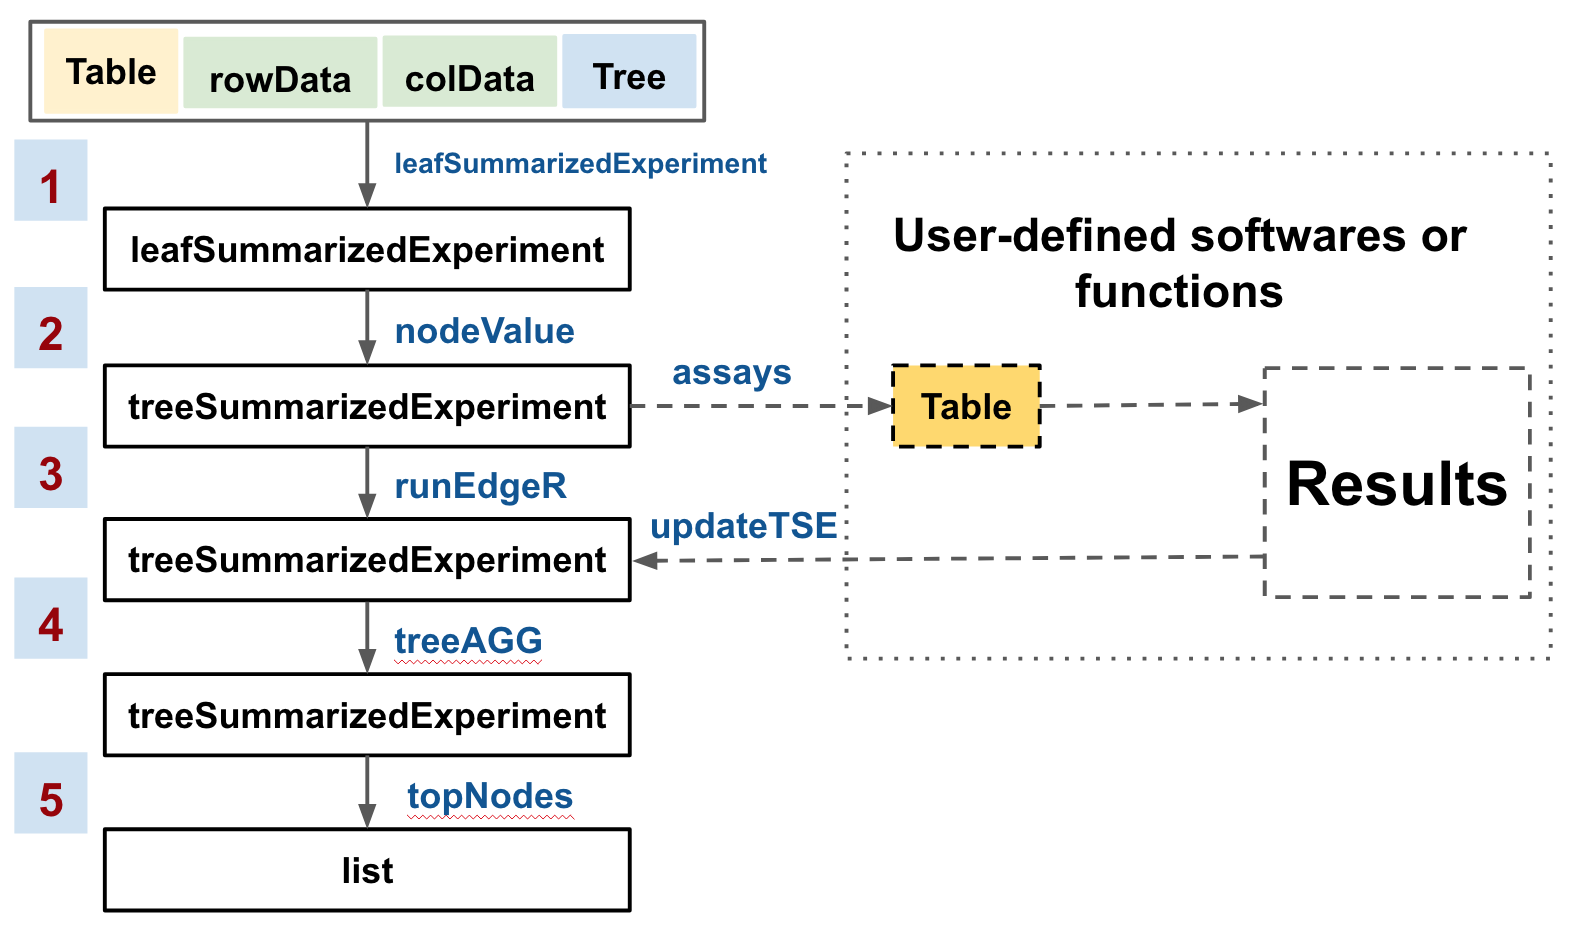 Table rowData colData Tree
1
leafSummarizedExperiment
leafSummarizedExperiment
2
nodeValue
treeSummarizedExperiment
3
runEdgeR
treeSummarizedExperiment
4
treeAGG
treeSummarizedExperiment
5
topNodes
list
User-defined softwares or
functions
assays
Table
Results
updateTSE